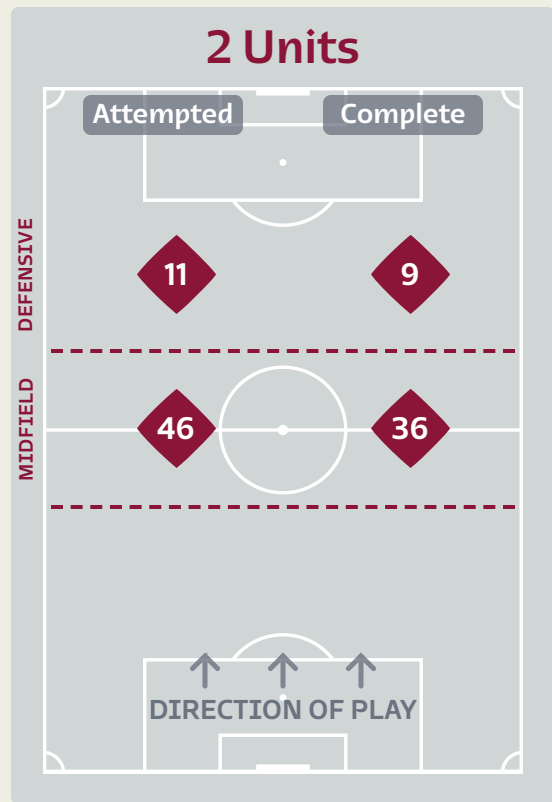 2 Units
Attempted
Complete
DEFENSIVE
11
9
MIDFIELD
46
36
DIRECTION OF PLAY